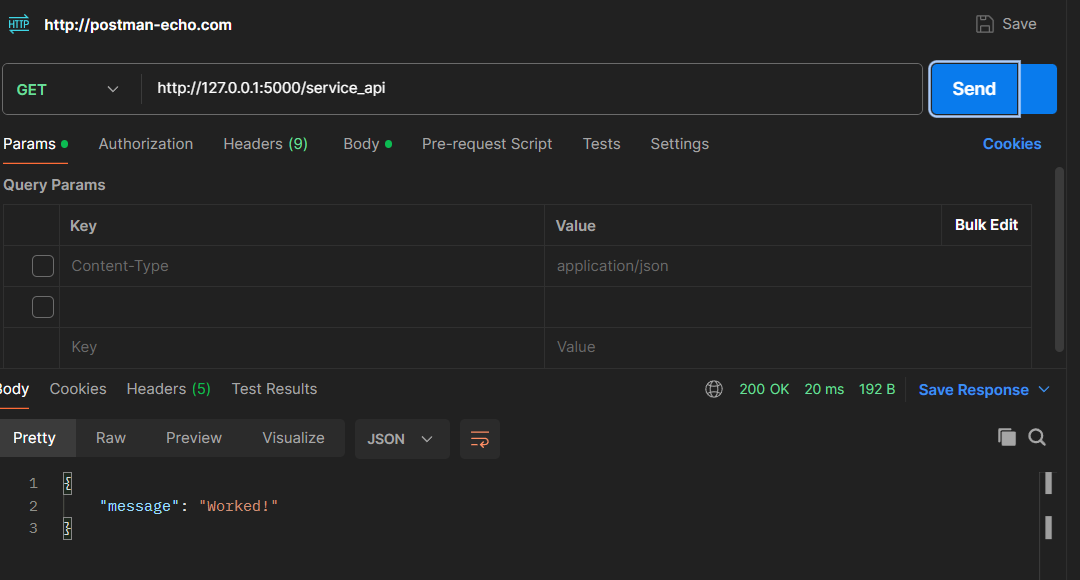 HTTP http://postman-echo.com Save
GET http://127.0.0.1:5000/service_api Send
Params Authorization Headers (9) Body Pre-request Script Tests Settings Cookies
Query Params
Key Value Bulk Edit
Content-Type application/json
Key Value
Body Cookies Headers (5) Test Results 200 OK 20 ms 192 B Save Response
Pretty Raw Preview Visualize JSON
1 {
2 "message": "Worked!"
3 }